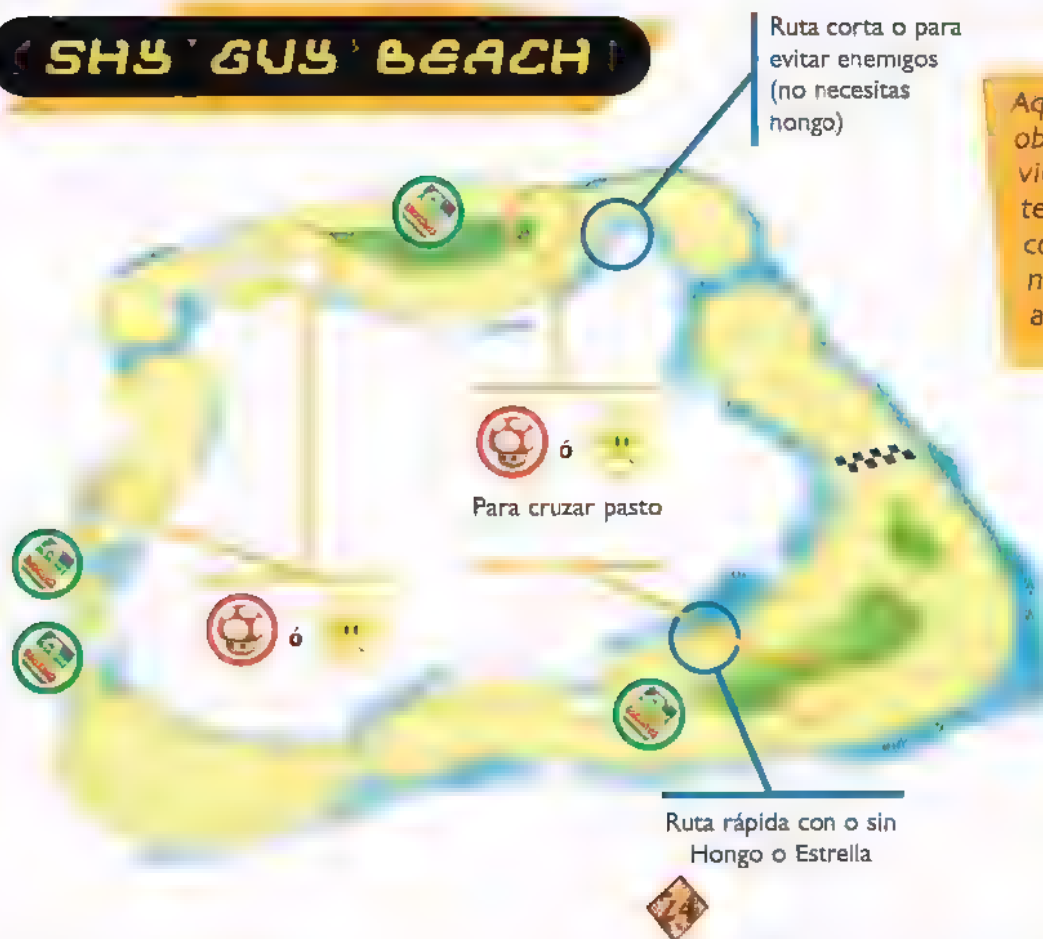 SHY GUY BEACH
Ruta corta o para
evitar enemigos
(no necesitas
hongo)
ó
Para cruzar pasto
ó
Ruta rápida con o sin
Hongo o Estrella
74